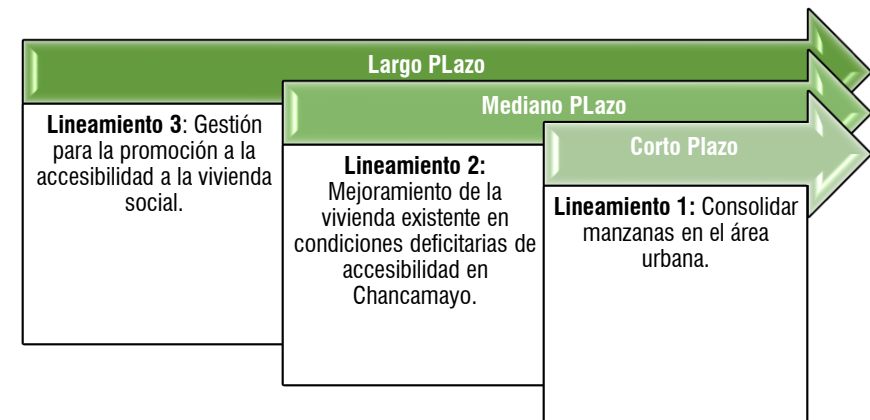 Largo PLazo
Lineamiento 3: Gestión
para la promoción a la
accesibilidad a la vivienda
social.
Mediano PLazo
Lineamiento 2:
Mejoramiento de la
vivienda existente en
condiciones deficitarias de
accesibilidad en
Chancamayo.
Corto Plazo
Lineamiento 1: Consolidar
manzanas en el área
urbana.